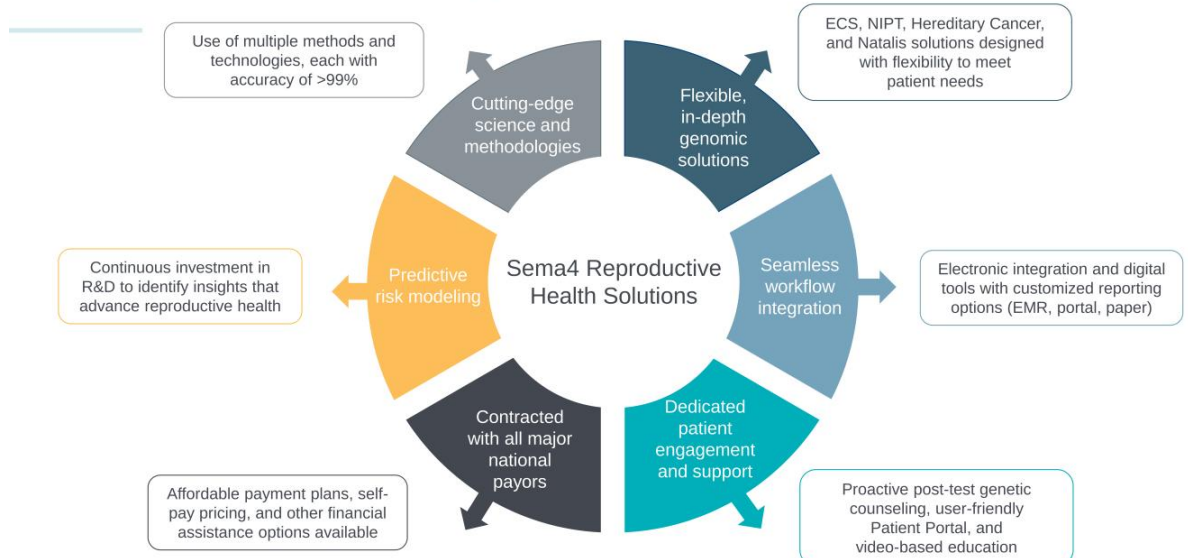 Use of multiple methods and
technologies, each with
accuracy of >99%
ECS, NIPT, Hereditary Cancer,
and Natalis solutions designed
with flexibility to meet
patient needs
Cutting-edge
science and
methodologies
Flexible,
in-depth
genomic
solutions
Continuous investment in
R&D to identify insights that
advance reproductive health
Predictive
risk modeling
Sema4 Reproductive
Health Solutions
Seamless
workflow
integration
Electronic integration and digital
tools with customized reporting
options (EMR, portal, paper)
Contracted
with all major
national
payors
Dedicated
patient
engagement
and support
Affordable payment plans, self-
pay pricing, and other financial
assistance options available
Proactive post-test genetic
counseling, user-friendly
Patient Portal, and
video-based education